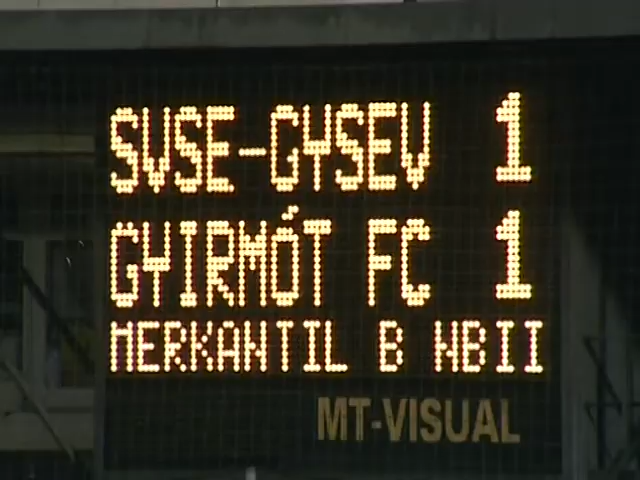 SVSE-GYSEV 1
GYIRMÓT FC 1
MERKANTIL B NBII
MT-VISUAL